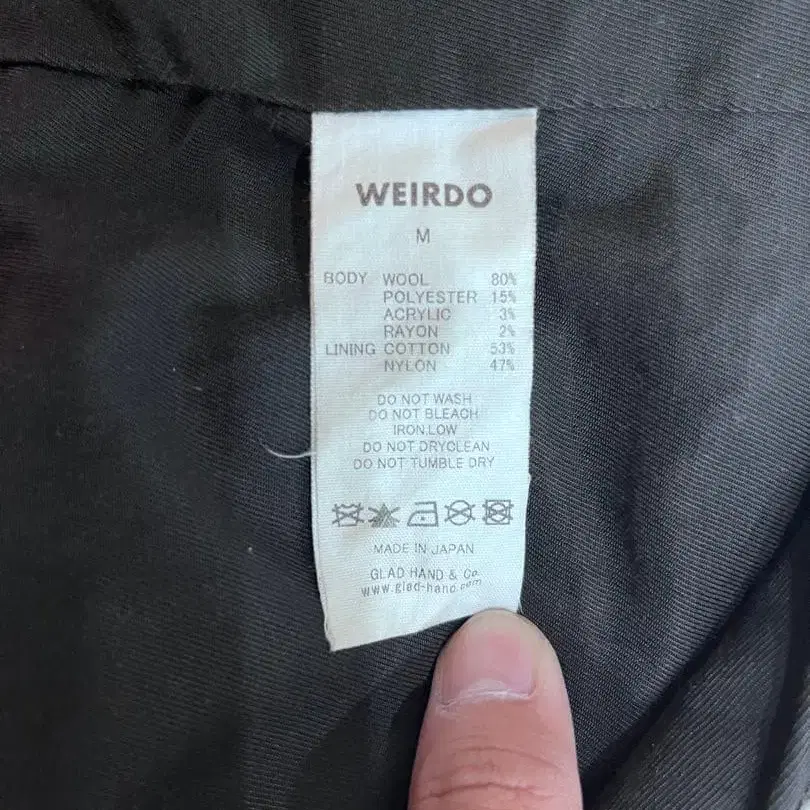 WEIRDO
M
BODY WOOL 80%
POLYESTER 15%
ACRYLIC 3%
RAYON 2%
LINING COTTON 53%
NYLON 47%
DO NOT WASH
DO NOT BLEACH
IRON,LOW
DO NOT DRYCLEAN
DO NOT TUMBLE DRY
MADE IN JAPAN
GLAD HAND & Co.
www.glad-hand.com